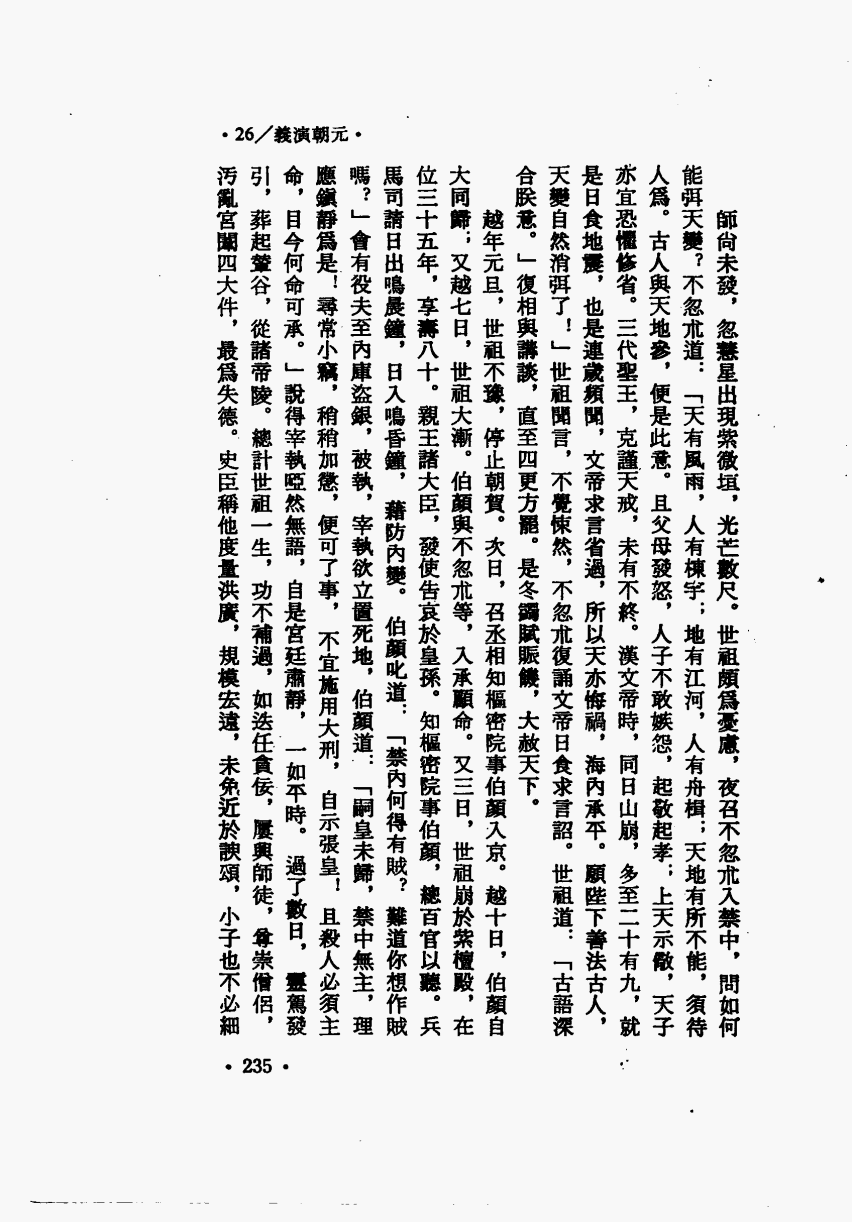 •26／義演朝元•
師尚未發，忽慧星出現紫微垣，光芒數尺。世祖頗爲憂慮，夜召不忽朮入禁中，問如何
能弭天變？不忽朮道：「天有風雨，人有棟宇；地有江河，人有舟楫；天地有所不能，須待
人爲。古人與天地參，便是此意。且父母發怒，人子不敢嫉怨，起敬起孝；上天示儆，天子
亦宜恐懼修省。三代聖王，克謹天戒，未有不終。漢文帝時，同日山崩，多至二十有九，就
是日食地震，也是連歲頻聞，文帝求言省過，所以天亦悔禍，海內承平。願陛下善法古人，
天變自然消弭了！」世祖聞言，不覺悚然，不忽朮復誦文帝日食求言詔。世祖道：「古語深
合朕意。」復相與講談，直至四更方罷。是冬蠲賦賑饑，大赦天下。
越年元旦，世祖不豫，停止朝賀。次日，召丞相知樞密院事伯顏入京。越十日，伯顏自
大同歸；又越七日，世祖大漸。伯顏與不忽朮等，入承顧命。又三日，世祖崩於紫檀殿，在
位三十五年，享壽八十。親王諸大臣，發使告哀於皇孫。知樞密院事伯顏，總百官以聽。兵
馬司請日出鳴晨鐘，日入鳴昏鐘，藉防內變。伯顏叱道：「禁內何得有賊？難道你想作賊
嗎？」會有役夫至內庫盜銀，被執，宰執欲立置死地，伯顏道：「嗣皇未歸，禁中無主，理
應鎭靜爲是！尋常小竊，稍稍加懲，便可了事，不宜施用大刑，自示張皇！且殺人必須主
命，目今何命可承。」說得宰執啞然無語，自是宮廷肅靜，一如平時。過了數日，靈駕發
引，葬起輦谷，從諸帝陵。總計世祖一生，功不補過，如迭任貪佞，屢興師徒，尊崇僧侶，
汚亂宮闈四大件，最爲失德。史臣稱他度量洪廣，規模宏遠，未免近於諛頌，小子也不必細
•235•